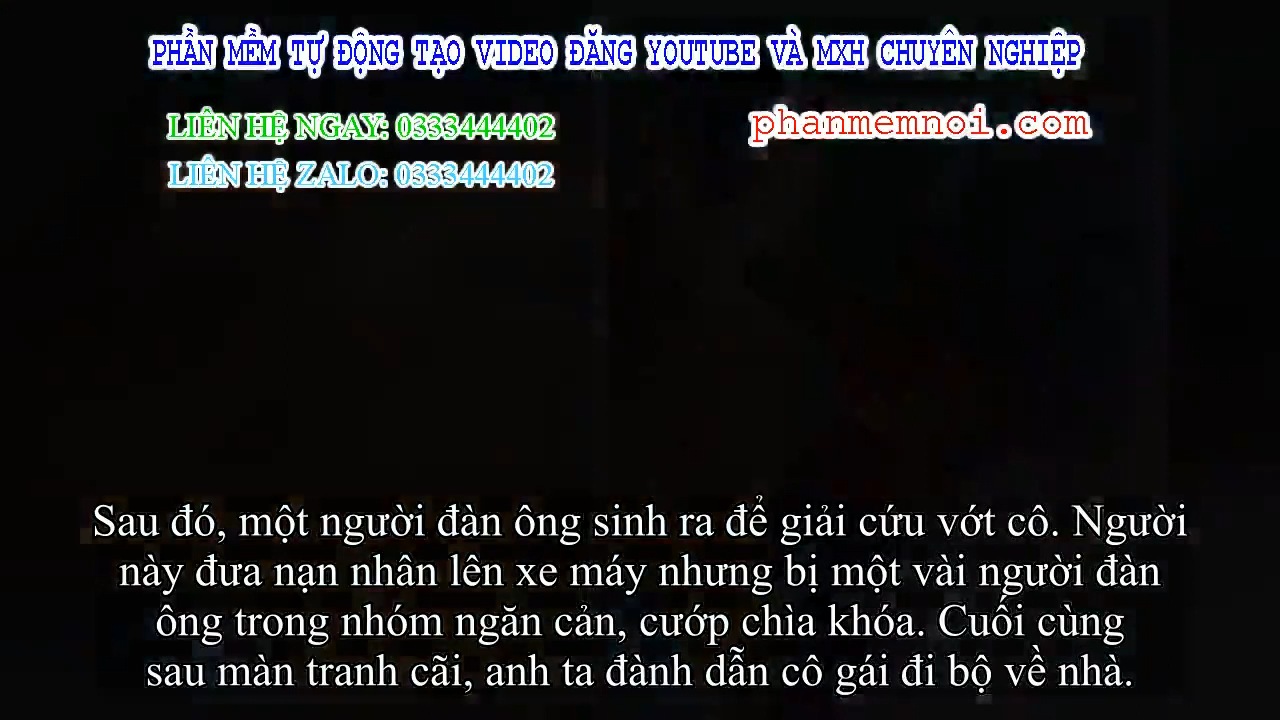 PHẦN MỀM TỰ ĐỘNG TẠO VIDEO ĐĂNG YOUTUBE VÀ MXH CHUYÊN NGHIỆP
LIÊN HỆ NGAY: 0333444402
phanmemnoi.com
LIÊN HỆ ZALO: 0333444402
Sau đó, một người đàn ông sinh ra để giải cứu vớt cô. Người
này đưa nạn nhân lên xe máy nhưng bị một vài người đàn
ông trong nhóm ngăn cản, cướp chìa khóa. Cuối cùng
sau màn tranh cãi, anh ta đành dẫn cô gái đi bộ về nhà.